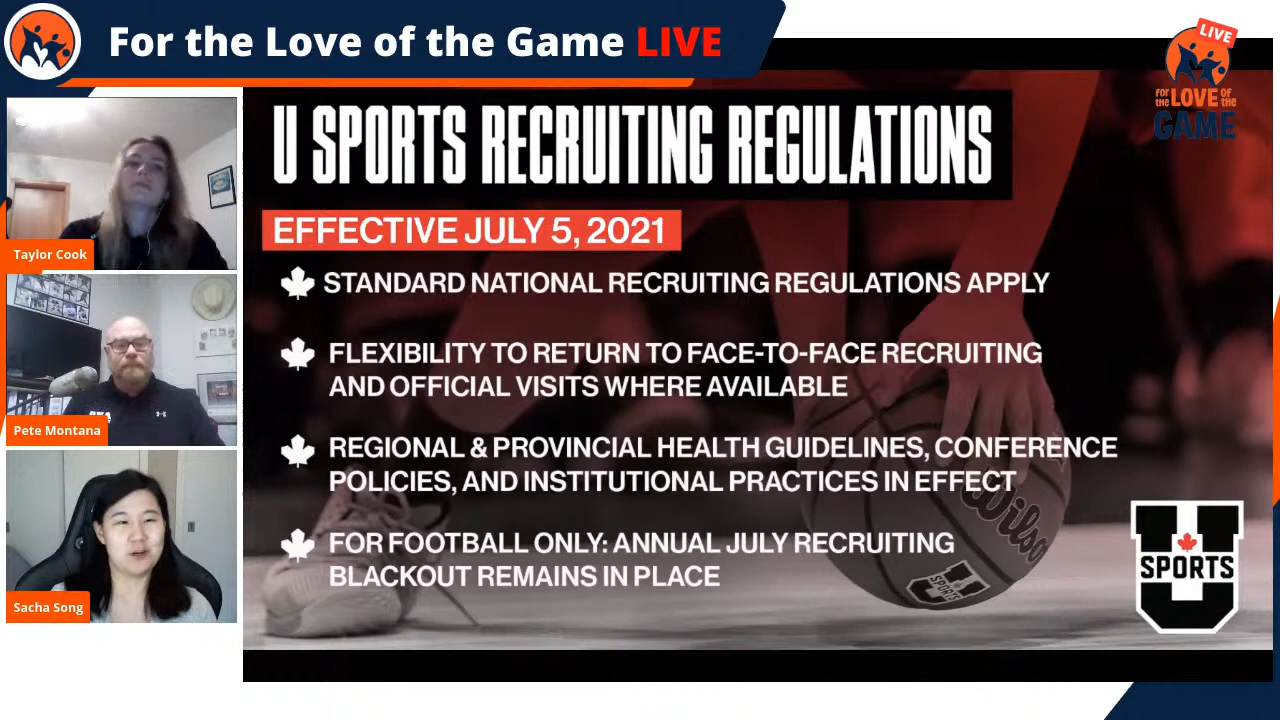 For the Love of the Game LIVE
LIVE
FOR
the LOVE OF the
GAME
U SPORTS RECRUITING REGULATIONS
EFFECTIVE JULY 5, 2021
STANDARD NATIONAL RECRUITING REGULATIONS APPLY
FLEXIBILITY TO RETURN TO FACE-TO-FACE RECRUITING
AND OFFICIAL VISITS WHERE AVAILABLE
REGIONAL & PROVINCIAL HEALTH GUIDELINES, CONFERENCE
POLICIES, AND INSTITUTIONAL PRACTICES IN EFFECT
FOR FOOTBALL ONLY: ANNUAL JULY RECRUITING
BLACKOUT REMAINS IN PLACE
Wilson
U SPORTS
U
SPORTS
Taylor Cook
Pete Montana
Sacha Song